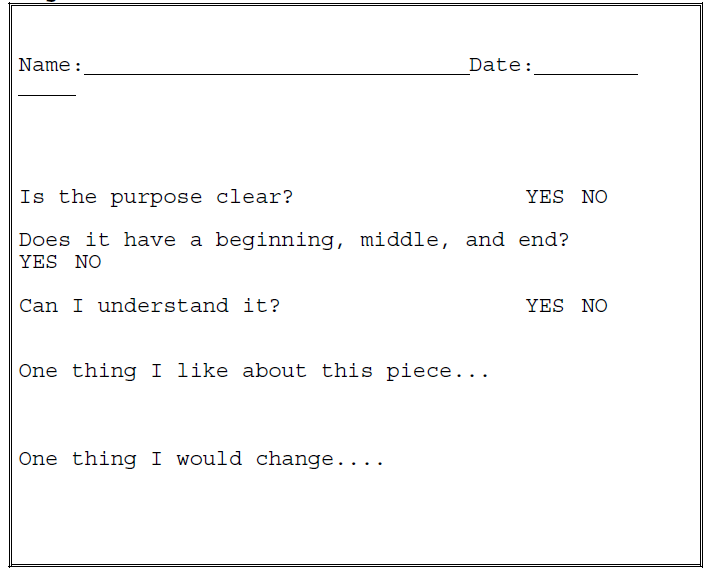 Name:______________________________Date:________
_____
Is the purpose clear? YES NO
Does it have a beginning, middle, and end?
YES NO
Can I understand it? YES NO
One thing I like about this piece...
One thing I would change....